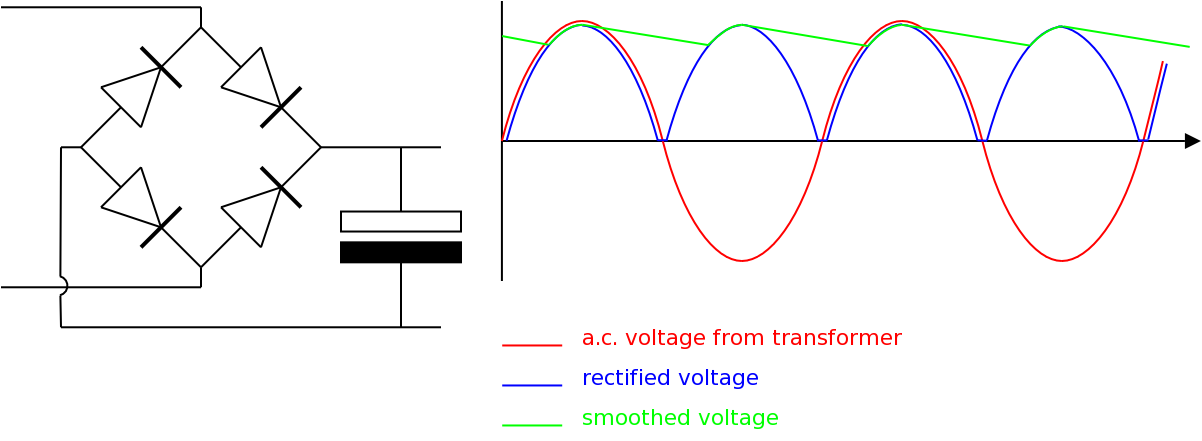 a.c. voltage from transformer
rectified voltage
smoothed voltage